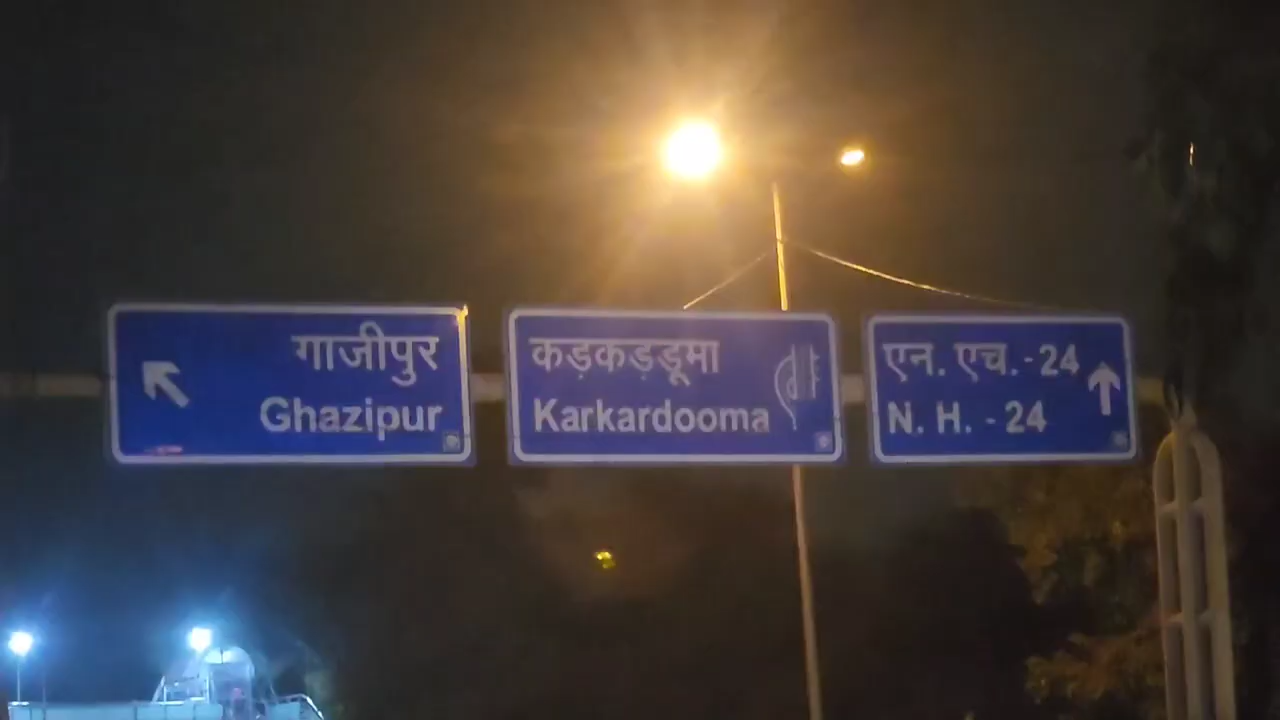 गाजीपुर
Ghazipur
कड़कड़डूमा
Karkardooma
एन. एच.-24
N. H. - 24